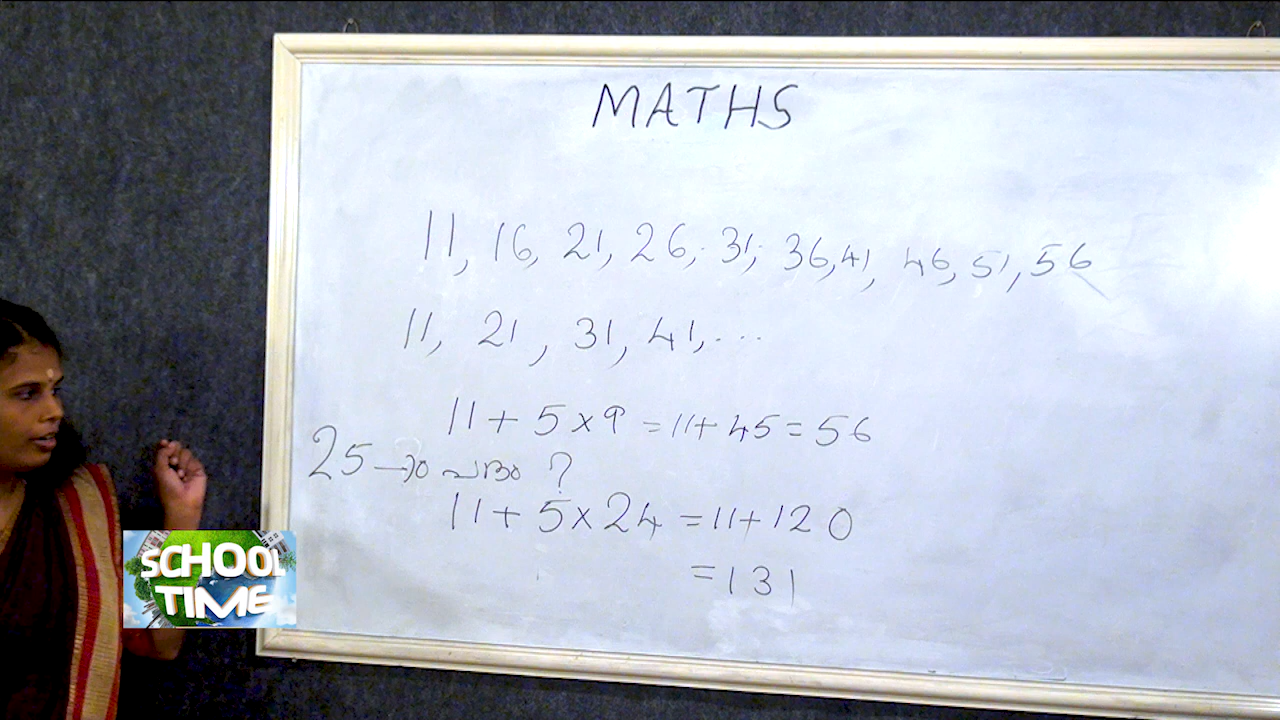 MATHS
11, 16, 21, 26, 31, 36, 41, 46, 51, 56
11, 21, 31, 41, ...
11 + 5 × 9 = 11 + 45 = 56
25-ാം പദം ?
11 + 5 × 24 = 11 + 120
= 131
SCHOOL
TIME